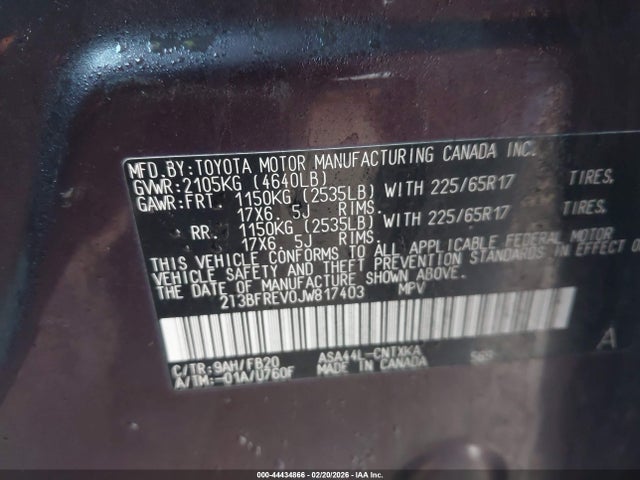 MFD.BY:TOYOTA MOTOR MANUFACTURING CANADA INC.
GVWR:2105KG (4640LB)
GAWR:FRT. 1150KG (2535LB) WITH 225/65R17 TIRES.
17X6. 5J RIMS.
RR. 1150KG (2535LB) WITH 225/65R17 TIRES.
17X6. 5J RIMS.
THIS VEHICLE CONFORMS TO ALL APPLICABLE FEDERAL MOTOR
VEHICLE SAFETY AND THEFT PREVENTION STANDARDS IN EFFECT O
THE DATE OF MANUFACTURE SHOWN ABOVE.
2T3BFREV0JW817403 MPV
C/TR:9AH/FB20 ASA44L-CNTXKA
A/TM:-01A/U760F MADE IN CANADA
A
000-44434866 - 02/20/2026 - IAA Inc.